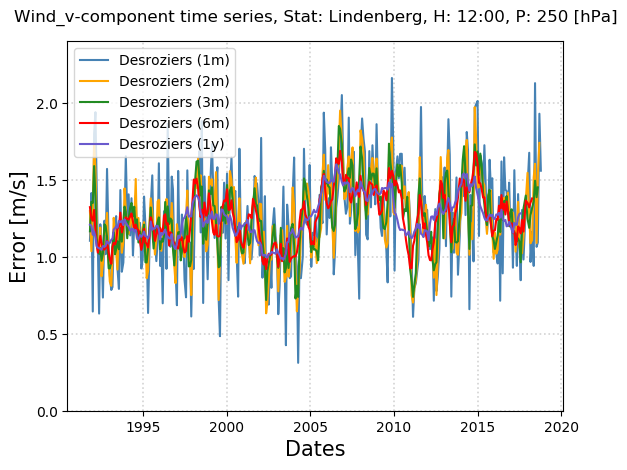 Wind_v-component time series, Stat: Lindenberg, H: 12:00, P: 250 [hPa]
Desroziers (1m)
Desroziers (2m)
Desroziers (3m)
Desroziers (6m)
Desroziers (1y)
Error [m/s]
2.0
1.5
1.0
0.5
0.0
1995 2000 2005 2010 2015 2020
Dates